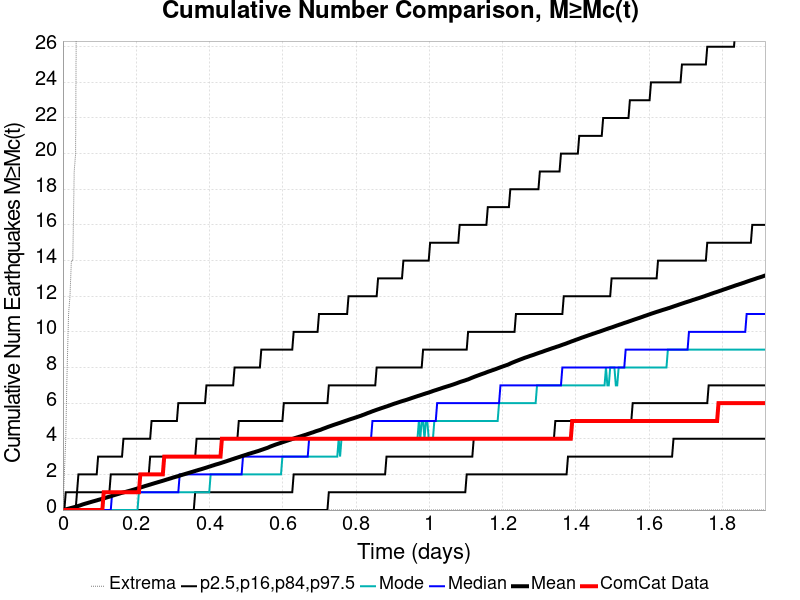 Cumulative Number Comparison, M≥Mc(t)
Cumulative Num Earthquakes M≥Mc(t)
26
24
22
20
18
16
14
12
10
8
6
4
2
0
0 0.2 0.4 0.6 0.8 1 1.2 1.4 1.6 1.8
Time (days)
Extrema p2.5,p16,p84,p97.5 Mode Median Mean ComCat Data